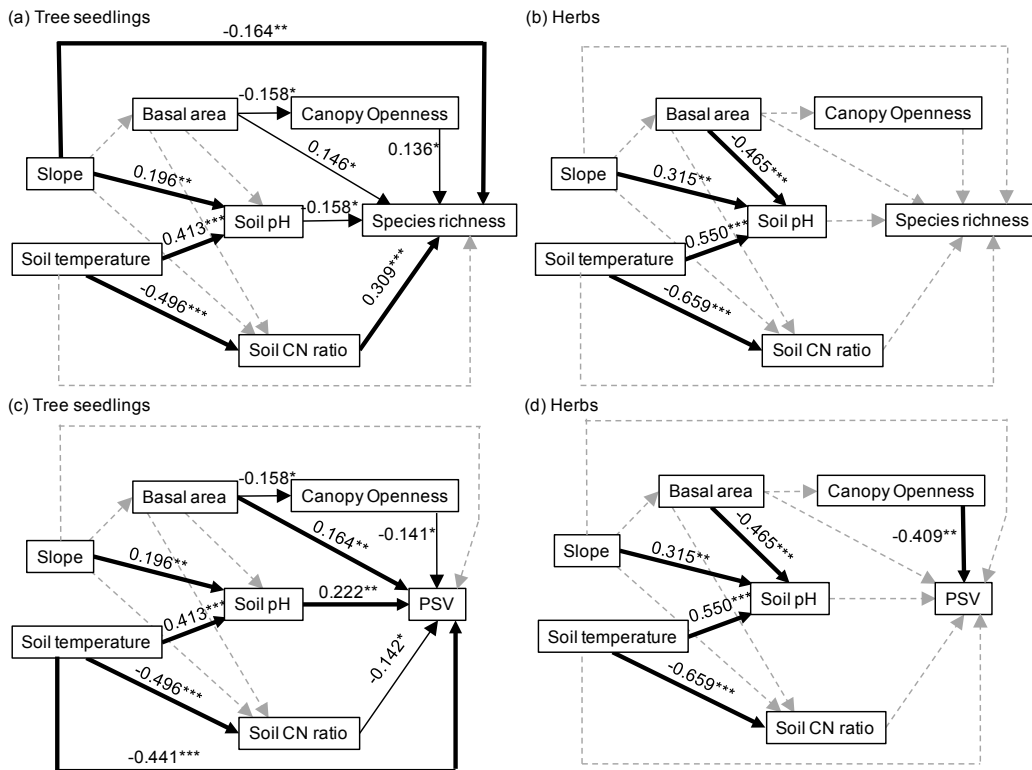 (a) Tree seedlings
-0.164**
Basal area
-0.158*
Canopy Openness
0.146*
0.136*
Slope
0.196**
Soil pH
-0.158*
Species richness
0.413***
Soil temperature
-0.496***
0.309***
Soil CN ratio
(b) Herbs
Basal area
Canopy Openness
-0.465***
Slope
0.315**
Soil pH
Species richness
0.550***
Soil temperature
-0.659***
Soil CN ratio
(c) Tree seedlings
Basal area
-0.158*
Canopy Openness
0.164**
-0.141*
Slope
0.196**
Soil pH
0.222**
PSV
0.413***
Soil temperature
-0.496***
-0.142*
Soil CN ratio
-0.441***
(d) Herbs
Basal area
Canopy Openness
-0.465***
-0.409**
Slope
0.315**
Soil pH
PSV
0.550***
Soil temperature
-0.659***
Soil CN ratio